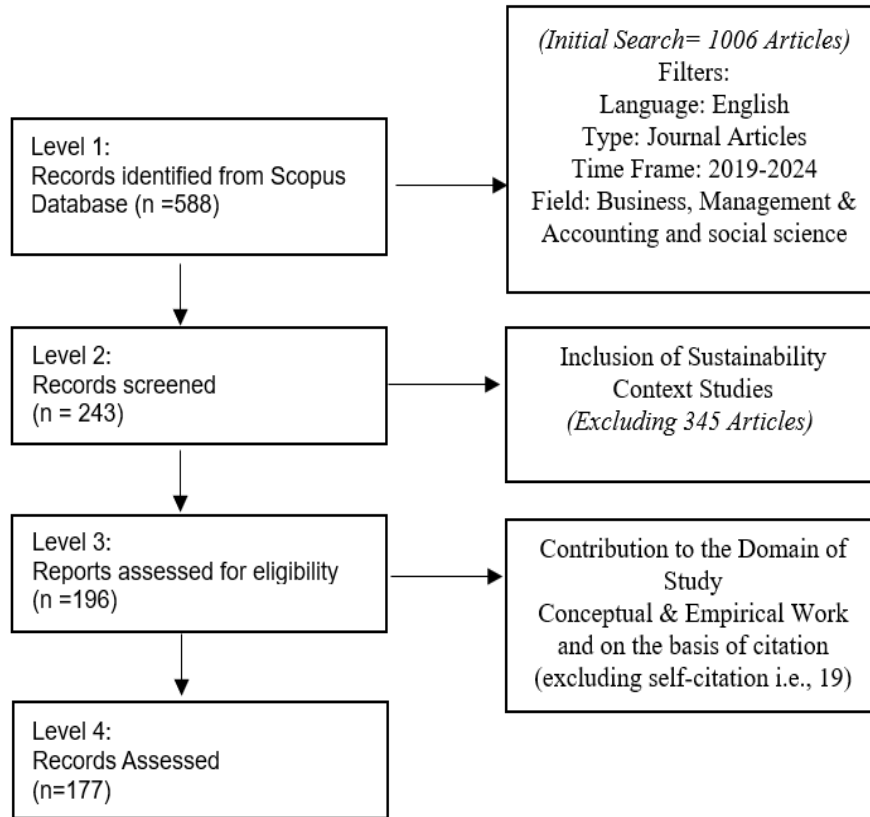 (Initial Search= 1006 Articles)
Filters:
Language: English
Type: Journal Articles
Time Frame: 2019-2024
Field: Business, Management &
Accounting and social science
Level 1:
Records identified from Scopus
Database (n =588)
Level 2:
Records screened
(n = 243)
Inclusion of Sustainability
Context Studies
(Excluding 345 Articles)
Level 3:
Reports assessed for eligibility
(n =196)
Contribution to the Domain of
Study
Conceptual & Empirical Work
and on the basis of citation
(excluding self-citation i.e., 19)
Level 4:
Records Assessed
(n=177)